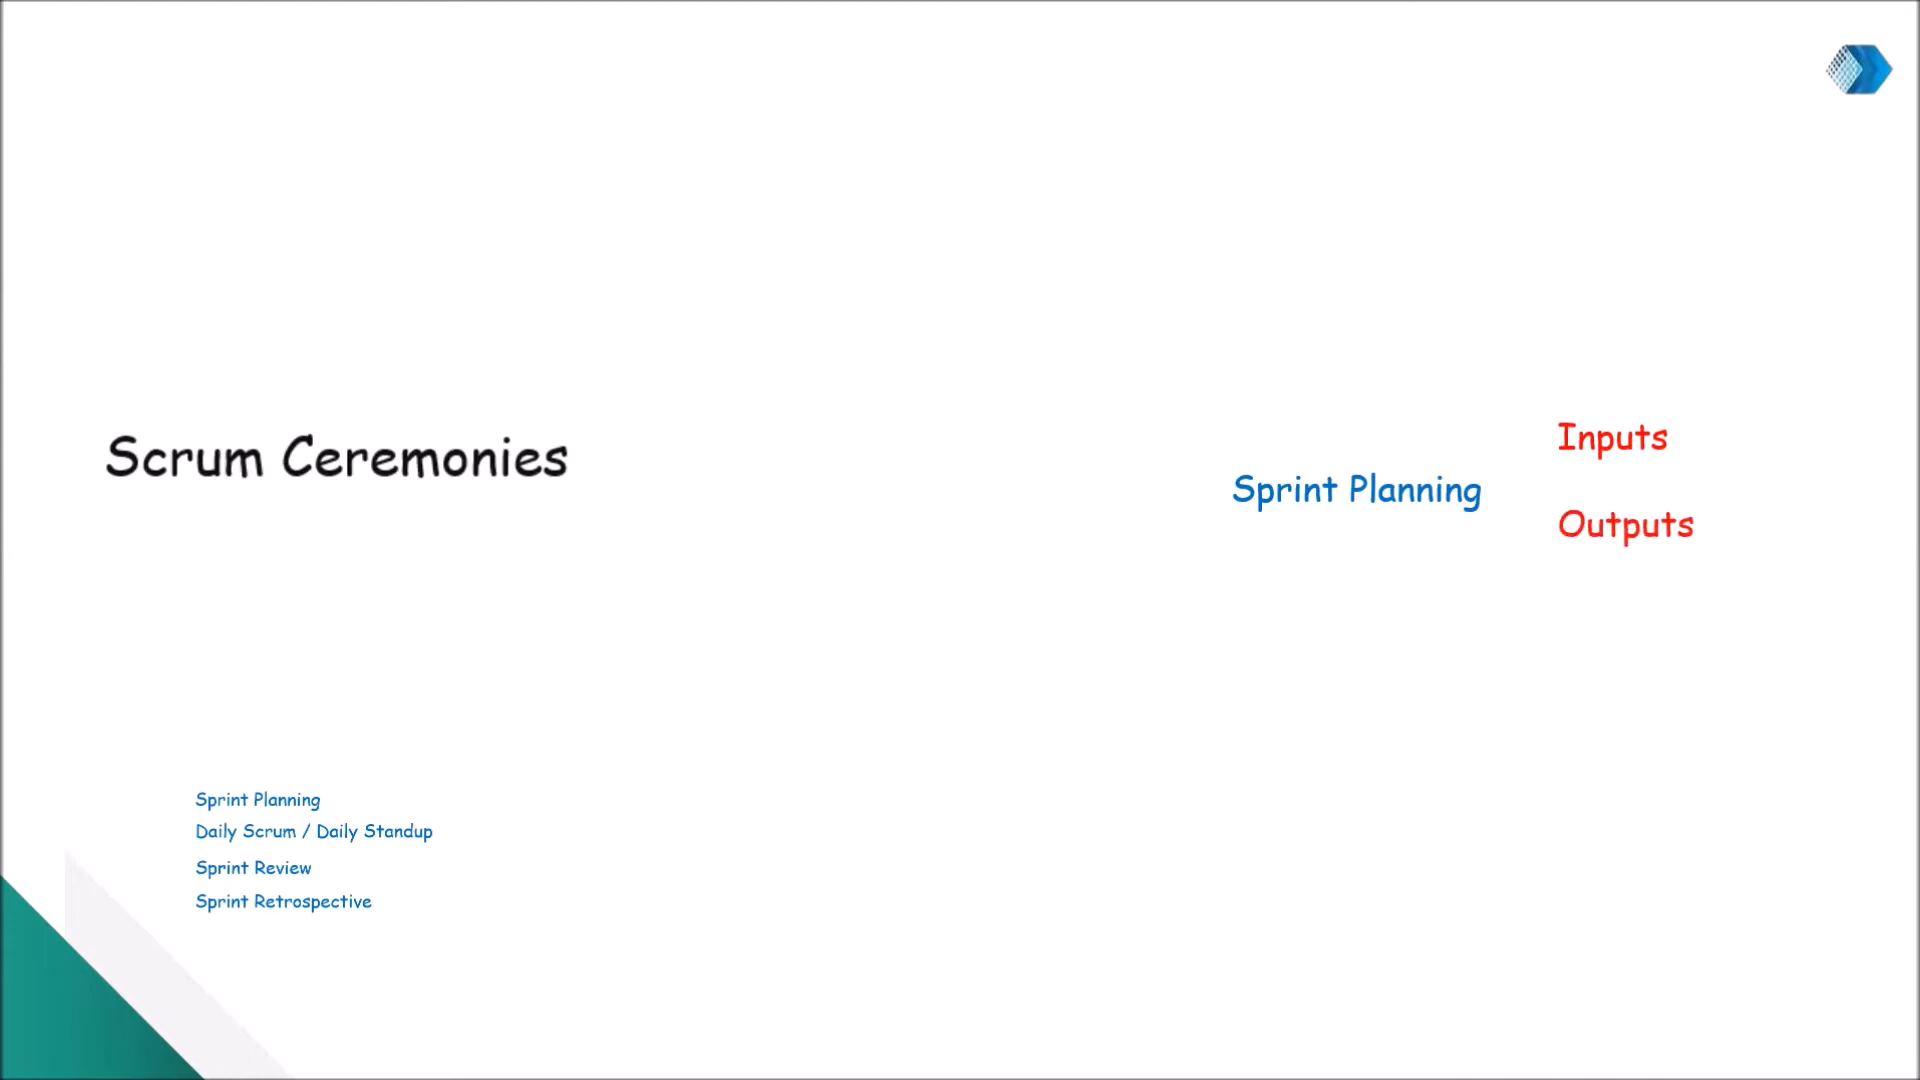 Scrum Ceremonies
Inputs
Sprint Planning
Outputs
Sprint Planning
Daily Scrum / Daily Standup
Sprint Review
Sprint Retrospective